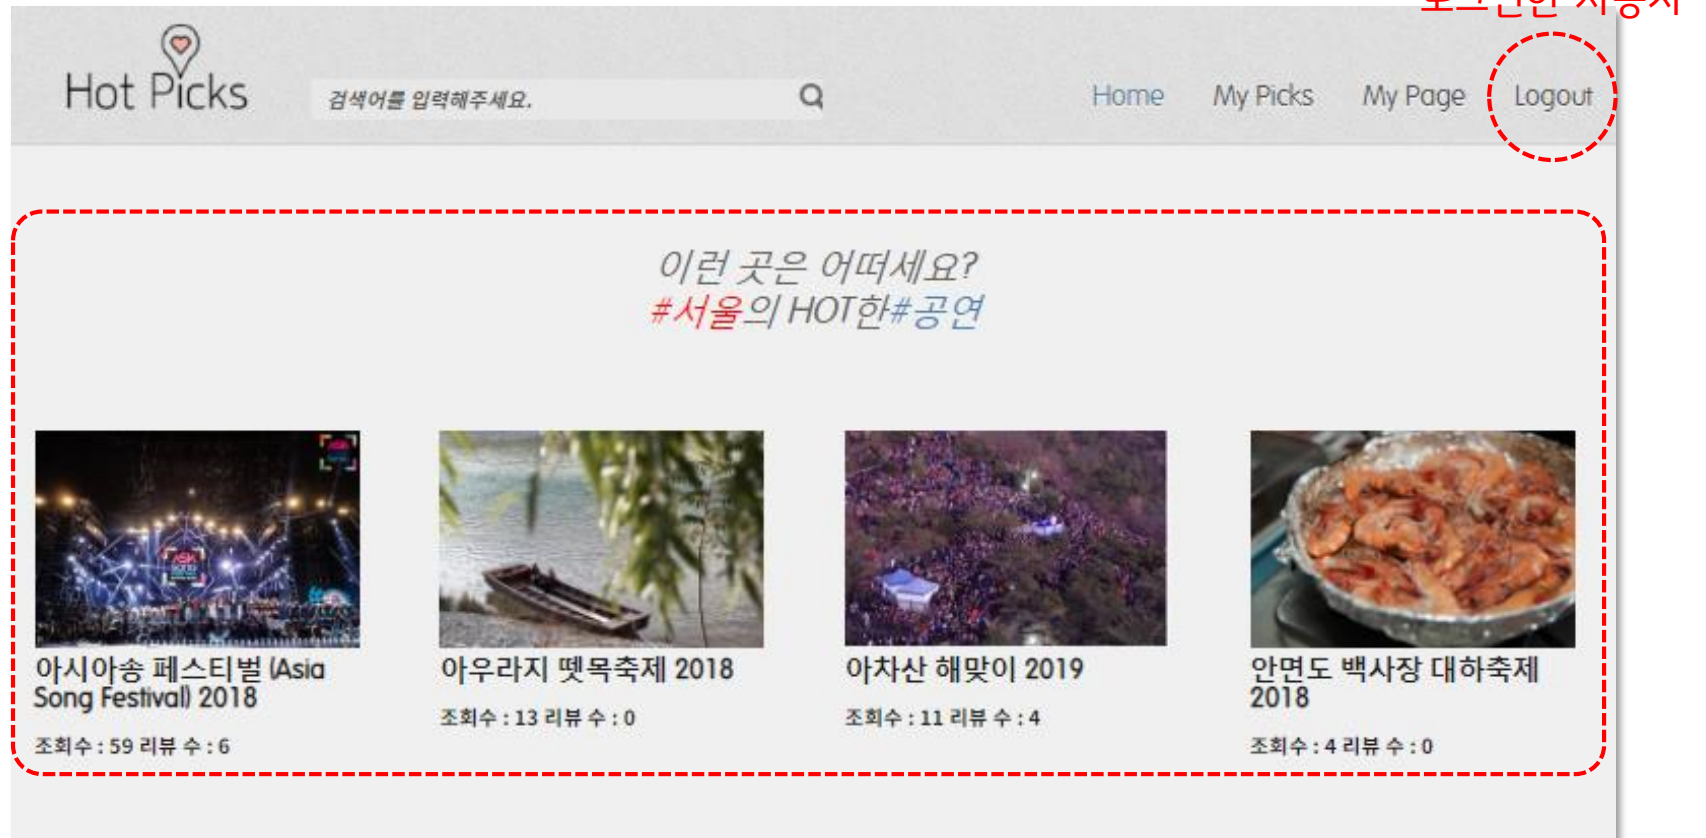 로그인한 사용자
Hot Picks
검색어를 입력해주세요.
Home My Picks My Page Logout
이런 곳은 어떠세요?
#서울의 HOT한#공연
아시아송 페스티벌 (Asia
Song Festival) 2018
조회수 : 59 리뷰 수 : 6
아우라지 뗏목축제 2018
조회수 : 13 리뷰 수 : 0
아차산 해맞이 2019
조회수 : 11 리뷰 수 : 4
안면도 백사장 대하축제
2018
조회수 : 4 리뷰 수 : 0